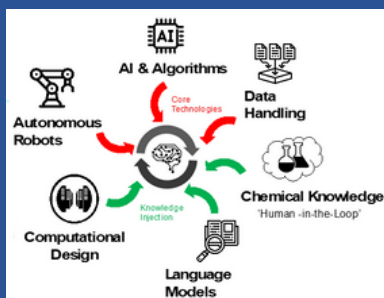 AI
AI & Algorithms
Core
Technologies
Data
Handling
Autonomous
Robots
Chemical Knowledge
'Human -in-the-Loop'
Knowledge
Injection
Computational
Design
Language
Models